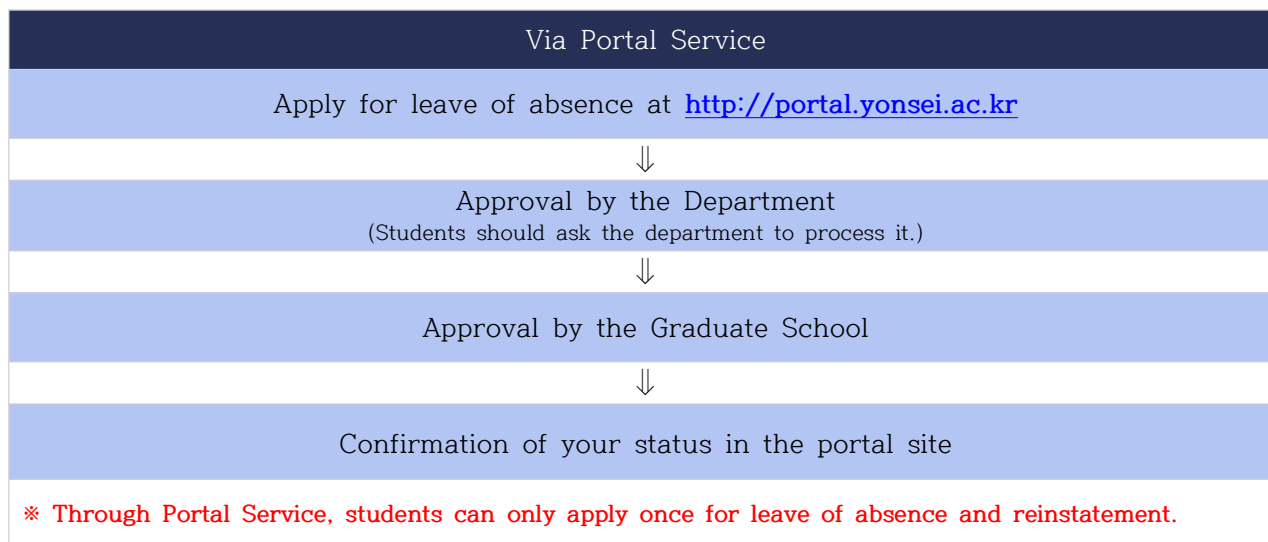 Via Portal Service
Apply for leave of absence at http://portal.yonsei.ac.kr
⇓
Approval by the Department
(Students should ask the department to process it.)
⇓
Approval by the Graduate School
⇓
Confirmation of your status in the portal site
※ Through Portal Service, students can only apply once for leave of absence and reinstatement.